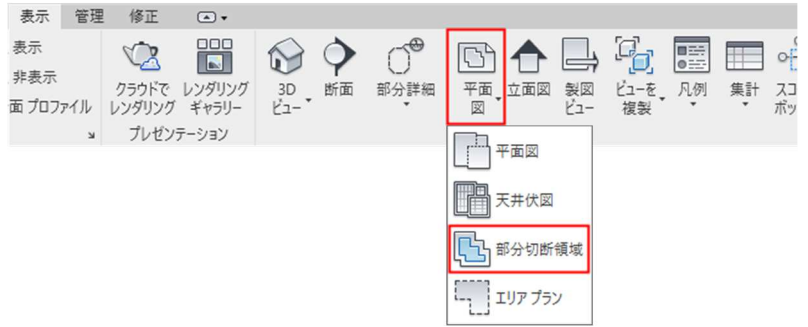 表示 管理 修正
表示
非表示
面 プロファイル
クラウドで
レンダリング
レンダリング
ギャラリー
プレゼンテーション
3D
ビュー
断面
部分詳細
平面
図
立面図
製図
ビュー
ビューを
複製
凡例
集計
スコ
ボッ
平面図
天井伏図
部分切断領域
エリア プラン